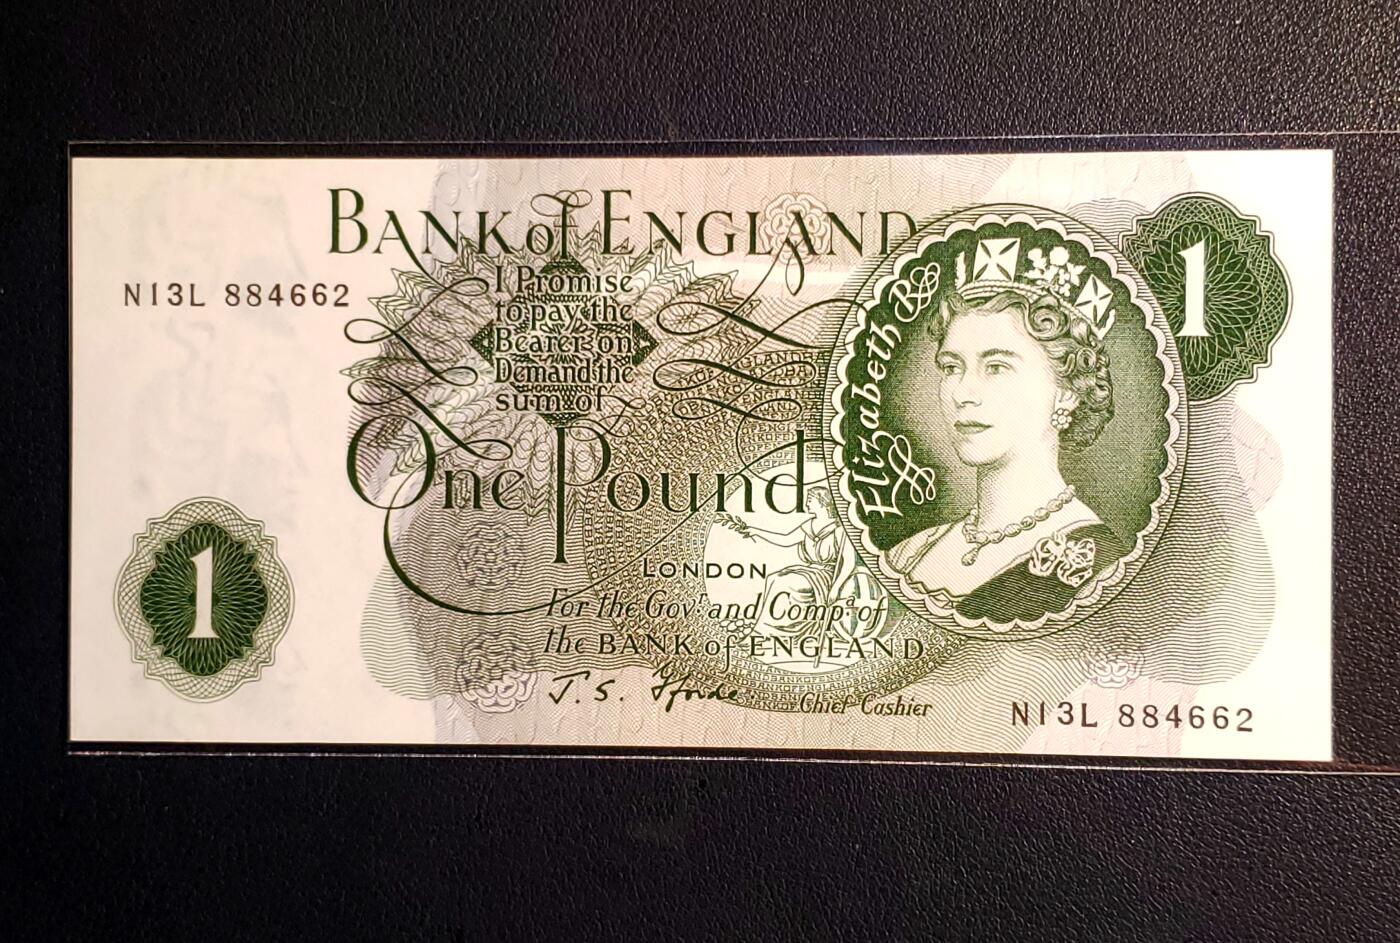 BANK of ENGLAND
N13L 884662
I Promise
to pay the
Bearer on
Demand the
sum of
One Pound
LONDON
For the Govr. and Compa. of
the BANK of ENGLAND
J. S. Fforde
Chief Cashier
N13L 884662
1
1
Elizabeth R